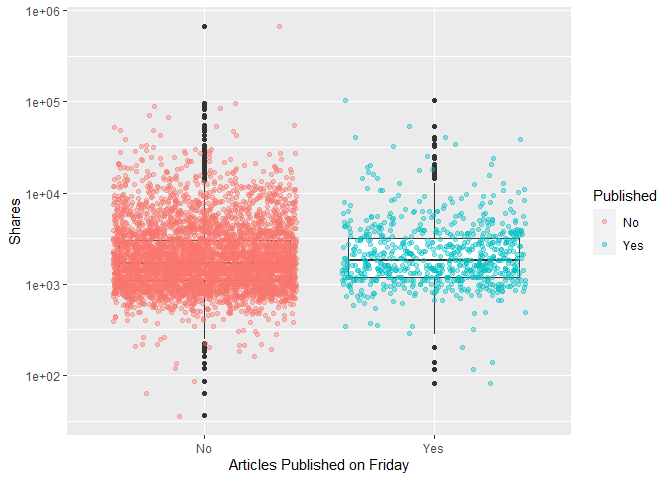 1e+06
1e+05
1e+04
1e+03
1e+02
Shares
No Yes
Articles Published on Friday
Published
No
Yes